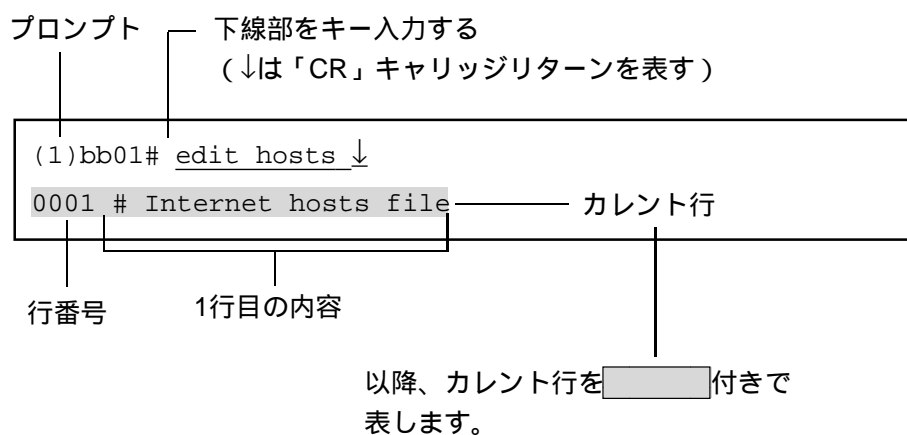 プロンプト
下線部をキー入力する
(↓は「CR」キャリッジリターンを表す)
(1)bb01# edit hosts ↓
0001 # Internet hosts file
カレント行
行番号
1行目の内容
以降、カレント行を 付きで
表します。